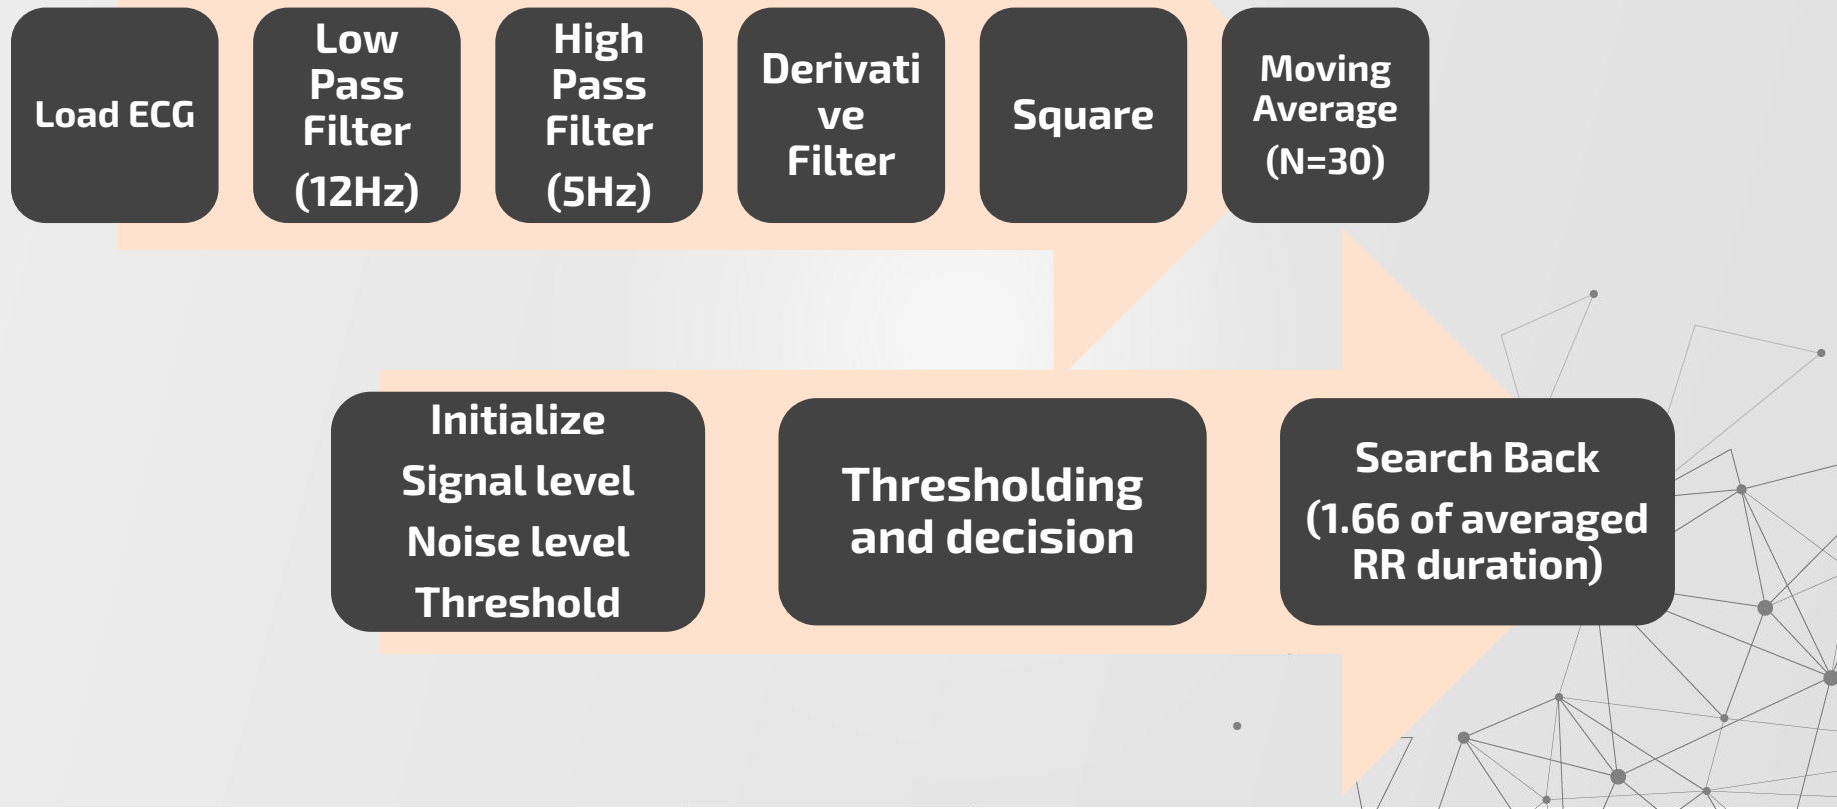 Load ECG
Low
Pass
Filter
(12Hz)
High
Pass
Filter
(5Hz)
Derivati
ve
Filter
Square
Moving
Average
(N=30)
Initialize
Signal level
Noise level
Threshold
Thresholding
and decision
Search Back
(1.66 of averaged
RR duration)